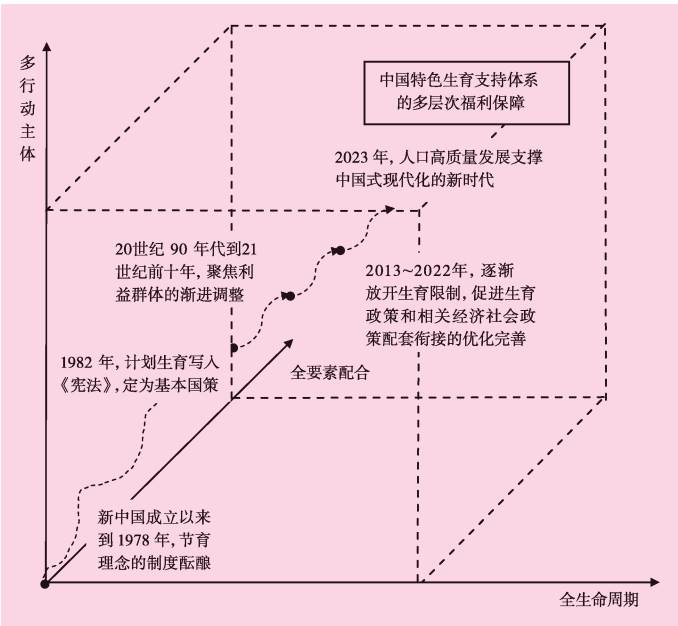 多行动主体
中国特色生育支持体系
的多层次福利保障
2023 年，人口高质量发展支撑
中国式现代化的新时代
20世纪 90 年代到21
世纪前十年，聚焦利
益群体的渐进调整
2013~2022年，逐渐
放开生育限制，促进生育
政策和相关经济社会政
策配套衔接的优化完善
1982 年，计划生育写入
《宪法》，定为基本国策
全要素配合
新中国成立以来
到 1978 年，节育
理念的制度酝酿
全生命周期